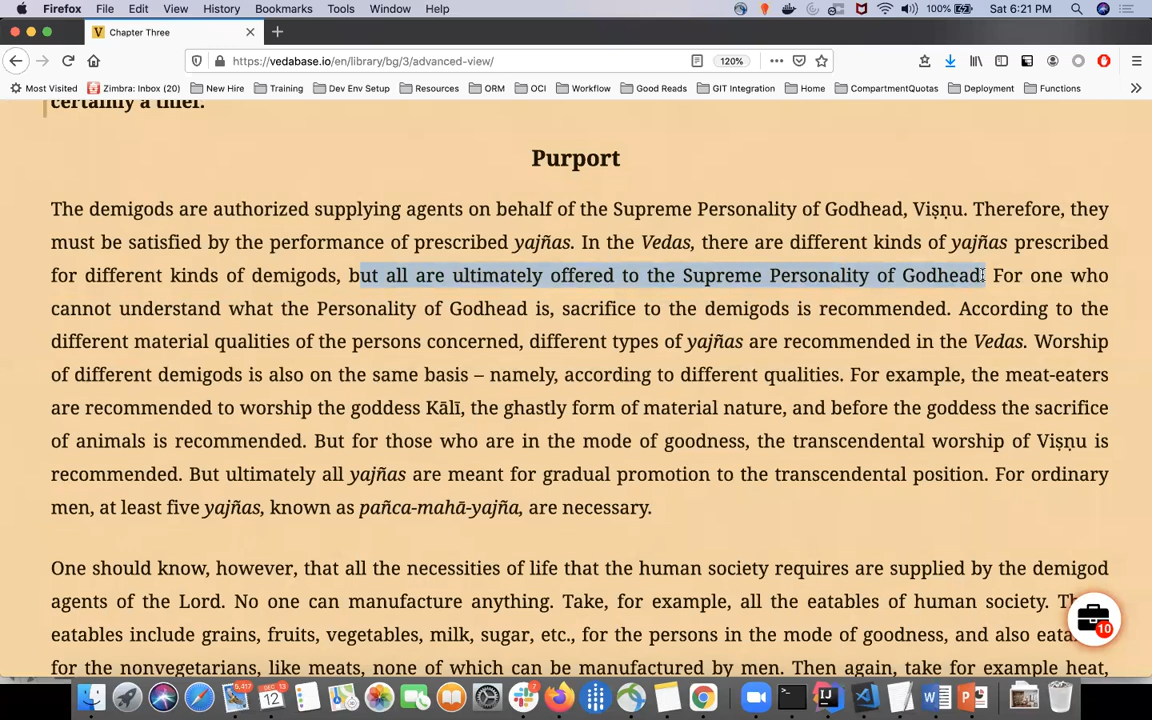 Firefox File Edit View History Bookmarks Tools Window Help 100% Sat 6:21 PM
V Chapter Three
https://vedabase.io/en/library/bg/3/advanced-view/ 120%
Most Visited Zimbra: Inbox (20) New Hire Training Dev Env Setup Resources ORM OCI Workflow Good Reads GIT Integration Home CompartmentQuotas Deployment Functions
certainly a thief.
Purport
The demigods are authorized supplying agents on behalf of the Supreme Personality of Godhead, Viṣṇu. Therefore, they
must be satisfied by the performance of prescribed yajñas. In the Vedas, there are different kinds of yajñas prescribed
for different kinds of demigods, but all are ultimately offered to the Supreme Personality of Godhead. For one who
cannot understand what the Personality of Godhead is, sacrifice to the demigods is recommended. According to the
different material qualities of the persons concerned, different types of yajñas are recommended in the Vedas. Worship
of different demigods is also on the same basis – namely, according to different qualities. For example, the meat-eaters
are recommended to worship the goddess Kālī, the ghastly form of material nature, and before the goddess the sacrifice
of animals is recommended. But for those who are in the mode of goodness, the transcendental worship of Viṣṇu is
recommended. But ultimately all yajñas are meant for gradual promotion to the transcendental position. For ordinary
men, at least five yajñas, known as pañca-mahā-yajña, are necessary.
One should know, however, that all the necessities of life that the human society requires are supplied by the demigod
agents of the Lord. No one can manufacture anything. Take, for example, all the eatables of human society.
eatables include grains, fruits, vegetables, milk, sugar, etc., for the persons in the mode of goodness, and also
for the nonvegetarians, like meats, none of which can be manufactured by men. Then again, take for example heat,
10
5,417 DEC 12 13 7